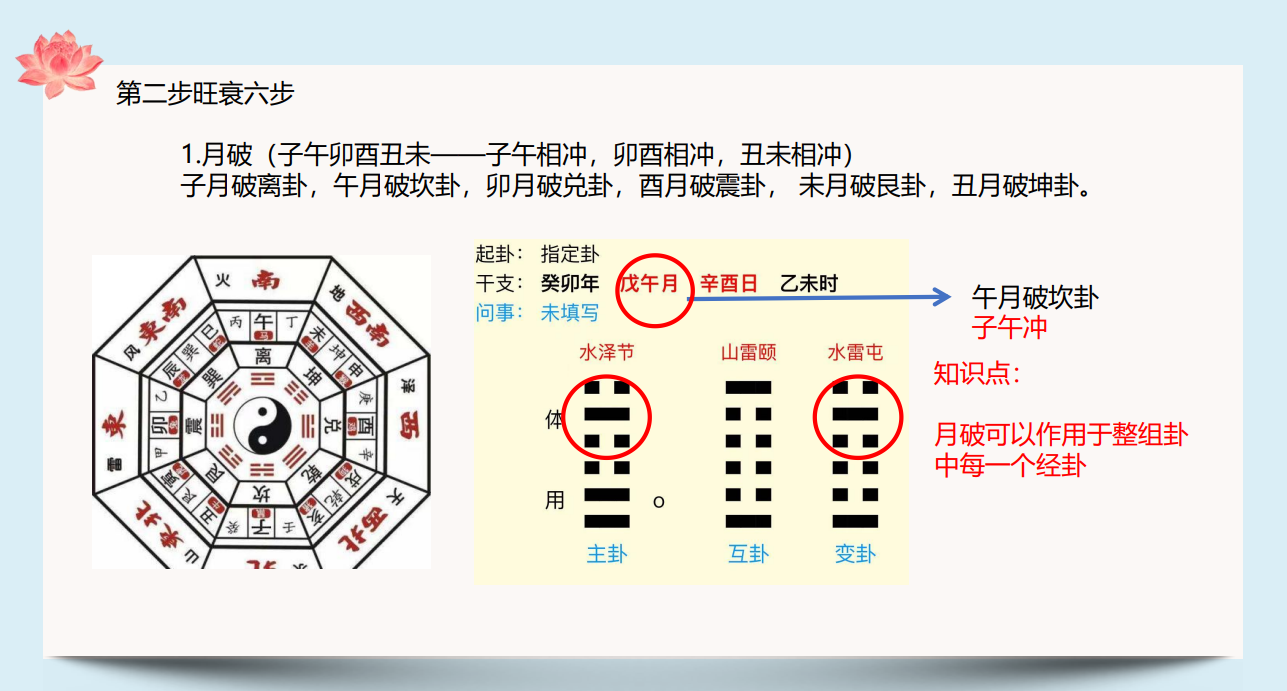 第二步旺衰六步
1.月破（子午卯酉丑未——子午相冲，卯酉相冲，丑未相冲）
子月破离卦，午月破坎卦，卯月破兑卦，酉月破震卦， 未月破艮卦，丑月破坤卦。
起卦： 指定卦
干支： 癸卯年 戊午月 辛酉日 乙未时
问事： 未填写
水泽节 山雷颐 水雷屯
体
用 o
主卦 互卦 变卦
午月破坎卦
子午冲
知识点：
月破可以作用于整组卦
中每一个经卦
火 南
地 西南
泽 西
天 西北
山 东北
雷 東
风 東南
丙 午 丁
未 坤 申
庚 酉 辛
戌 乾 亥
壬 子 癸
丑 艮 寅
甲 卯 乙
辰 巽 巳
离
坤
兑
乾
坎
艮
震
巽